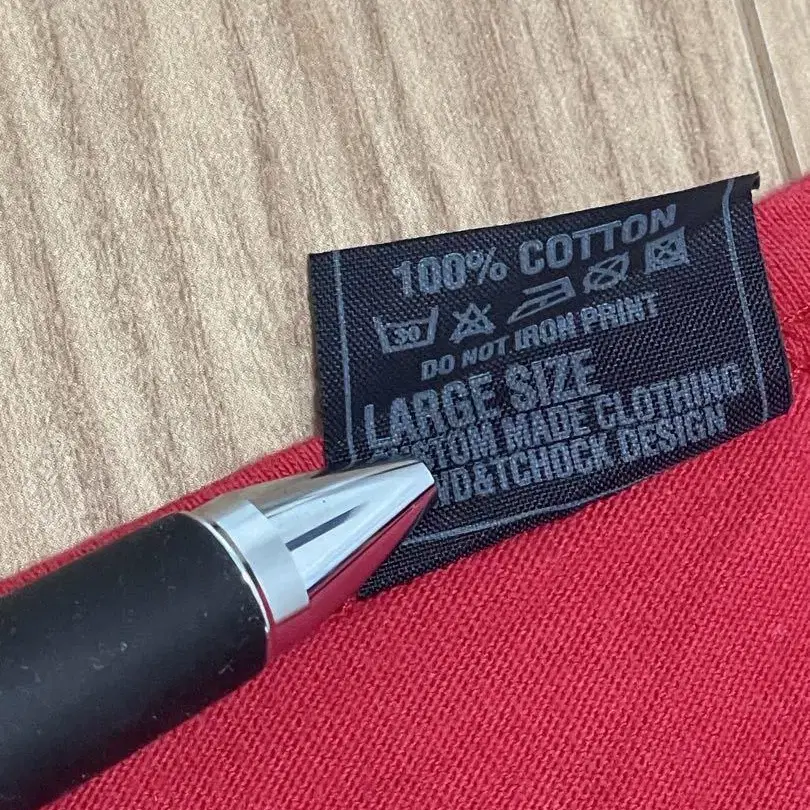 100% COTTON
30
DO NOT IRON PRINT
LARGE SIZE
MADE CLOTHING
DESIGN